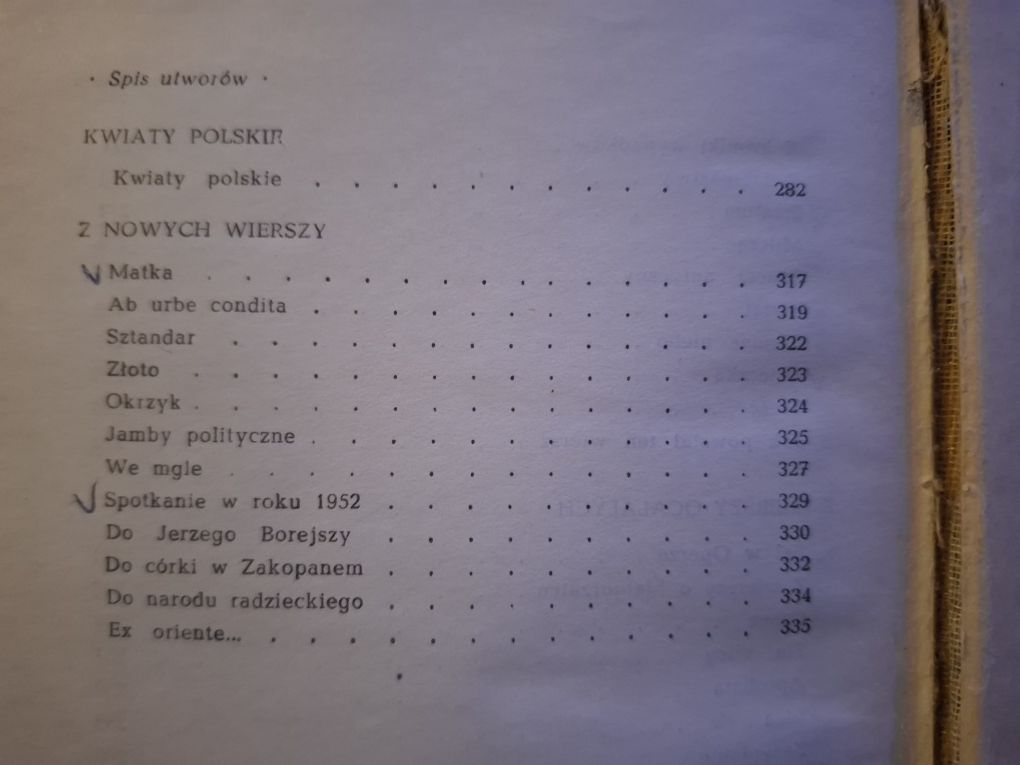 · Spis utworów ·
KWIATY POLSKIE
Kwiaty polskie . . . . . . . . . . . . 282
Z NOWYCH WIERSZY
Matka . . . . . . . . . . . . . . 317
Ab urbe condita . . . . . . . . . . . . 319
Sztandar . . . . . . . . . . . . . . 322
Złoto . . . . . . . . . . . . . . . 323
Okrzyk . . . . . . . . . . . . . . . 324
Jamby polityczne . . . . . . . . . . . . 325
We mgle . . . . . . . . . . . . . . 327
Spotkanie w roku 1952 . . . . . . . . . . 329
Do Jerzego Borejszy . . . . . . . . . . 330
Do córki w Zakopanem . . . . . . . . . . 332
Do narodu radzieckiego . . . . . . . . . . 334
Ex oriente... . . . . . . . . . . . . . 335